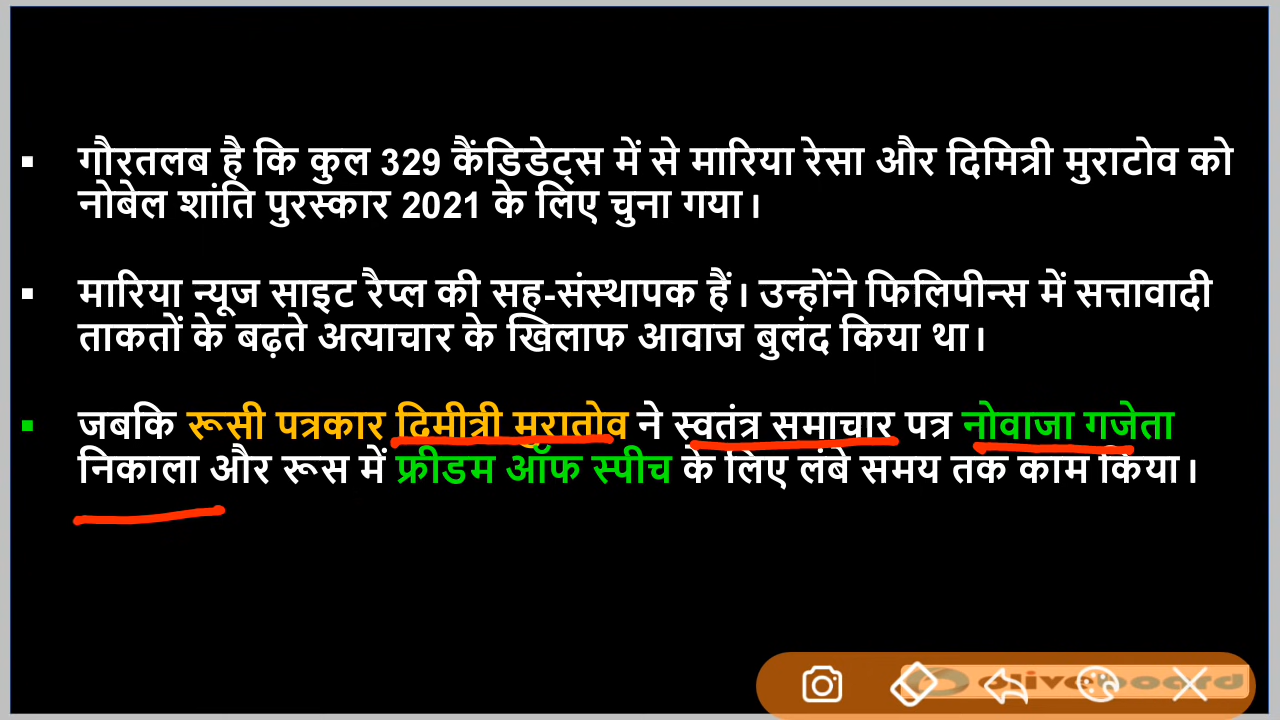 ▪ गौरतलब है कि कुल 329 कैंडिडेट्स में से मारिया रेसा और दिमित्री मुराटोव को
नोबेल शांति पुरस्कार 2021 के लिए चुना गया।
▪ मारिया न्यूज साइट रैप्ल की सह-संस्थापक हैं। उन्होंने फिलिपीन्स में सत्तावादी
ताकतों के बढ़ते अत्याचार के खिलाफ आवाज बुलंद किया था।
▪ जबकि रूसी पत्रकार दिमीत्री मुरातोव ने स्वतंत्र समाचार पत्र नोवाजा गजेता
निकाला और रूस में फ्रीडम ऑफ स्पीच के लिए लंबे समय तक काम किया।
oliveboard